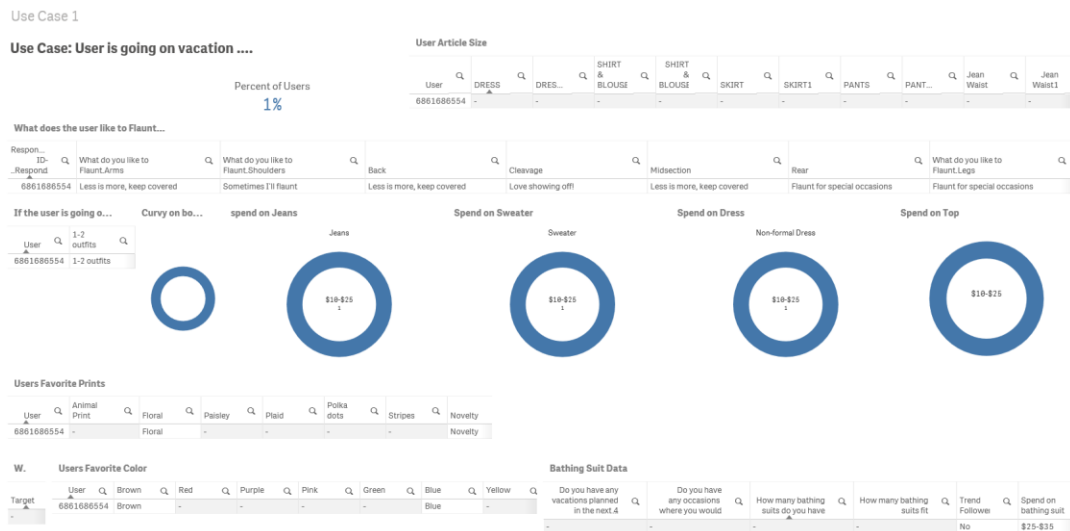 Use Case 1
Use Case: User is going on vacation ....
Percent of Users
1%
User Article Size
User DRESS DRES... SHIRT & BLOUSE SHIRT & BLOUSE SKIRT SKIRT1 PANTS PANT... Jean Waist Jean Waist1
6861686554 - - - - - - - - - -
What does the user like to Flaunt...
Respon... ID- ..Respond What do you like to Flaunt.Arms What do you like to Flaunt.Shoulders Back Cleavage Midsection Rear What do you like to Flaunt.Legs
6861686554 Less is more, keep covered Sometimes I'll flaunt Less is more, keep covered Love showing off! Less is more, keep covered Flaunt for special occasions Flaunt for special occasions
If the user is going o...
User 1-2 outfits
6861686554 1-2 outfits
Curvy on bo...
spend on Jeans
Jeans
$10-$25
1
Spend on Sweater
Sweater
$10-$25
1
Spend on Dress
Non-formal Dress
$10-$25
1
Spend on Top
$10-$25
Users Favorite Prints
User Animal Print Floral Paisley Plaid Polka dots Stripes Novelty
6861686554 - Floral - - - - Novelty
W.
Target
-
Users Favorite Color
User Brown Red Purple Pink Green Blue Yellow
6861686554 Brown - - - - Blue -
Bathing Suit Data
Do you have any vacations planned in the next.4 Do you have any occasions where you would How many bathing suits do you have How many bathing suits fit Trend Follower Spend on bathing suit
- - - - No $25-$35